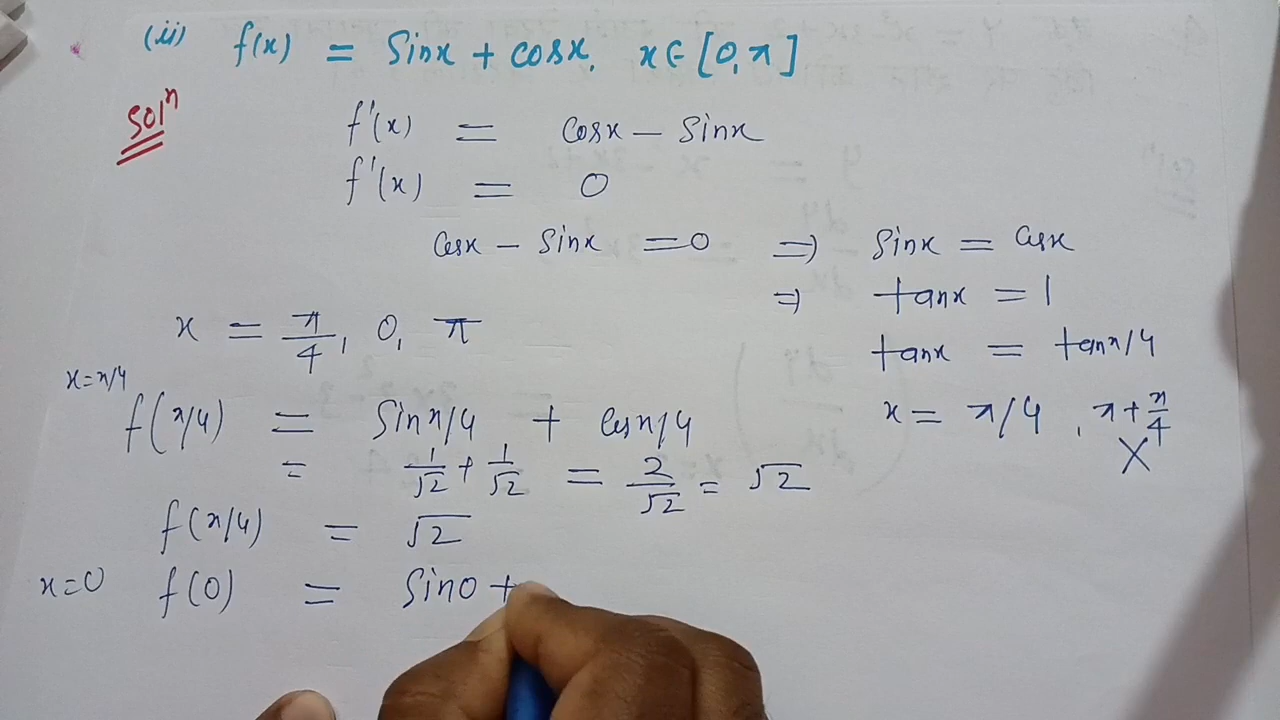 (ii) f(x) = Sinx + cosx, x ∈ [0, π]
Solⁿ
f'(x) = Cosx − Sinx
f'(x) = 0
Cosx − Sinx = 0 ⇒ Sinx = Cosx
⇒ tanx = 1
x = π/4, 0, π
tanx = tanπ/4
x = π/4
f(π/4) = Sinπ/4 + Cosπ/4
x = π/4, π + π/4 ×
= 1/√2 + 1/√2 = 2/√2 = √2
f(π/4) = √2
x=0 f(0) = Sin0 +